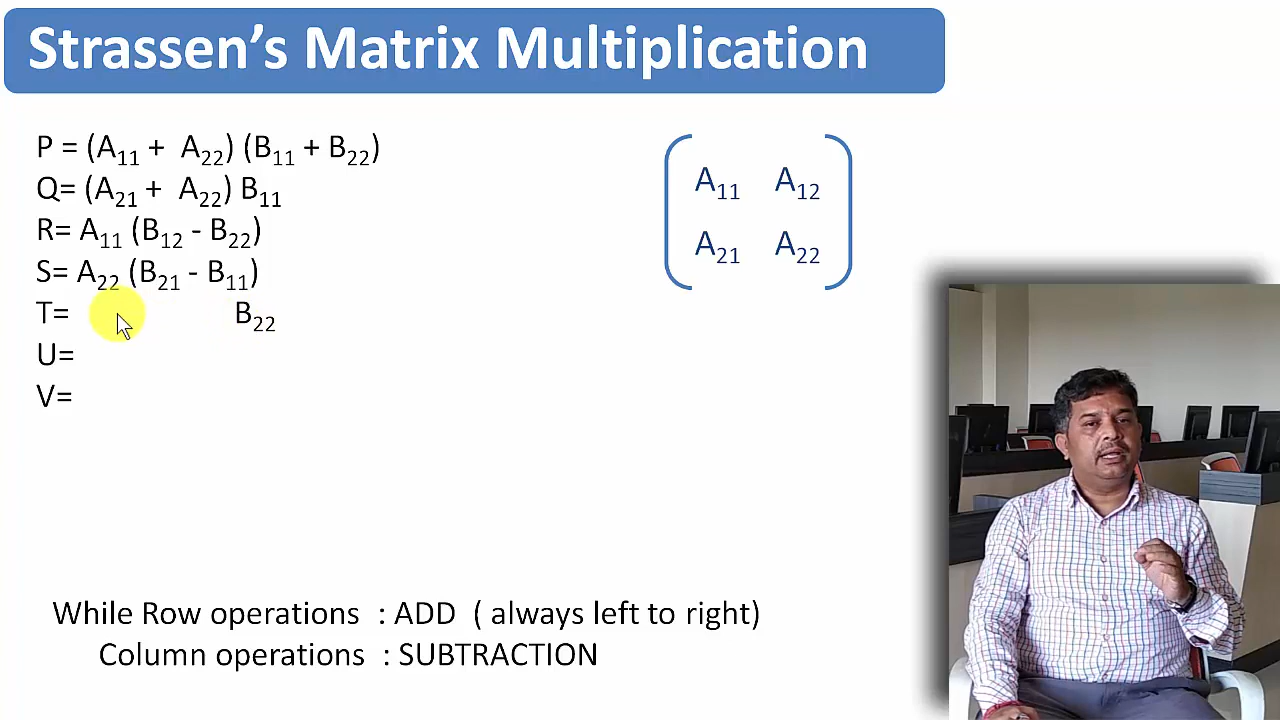 Strassen’s Matrix Multiplication
P = (A₁₁ + A₂₂) (B₁₁ + B₂₂)
Q= (A₂₁ + A₂₂) B₁₁
R= A₁₁ (B₁₂ - B₂₂)
S= A₂₂ (B₂₁ - B₁₁)
T= B₂₂
U=
V=
A₁₁ A₁₂
A₂₁ A₂₂
While Row operations : ADD ( always left to right)
Column operations : SUBTRACTION